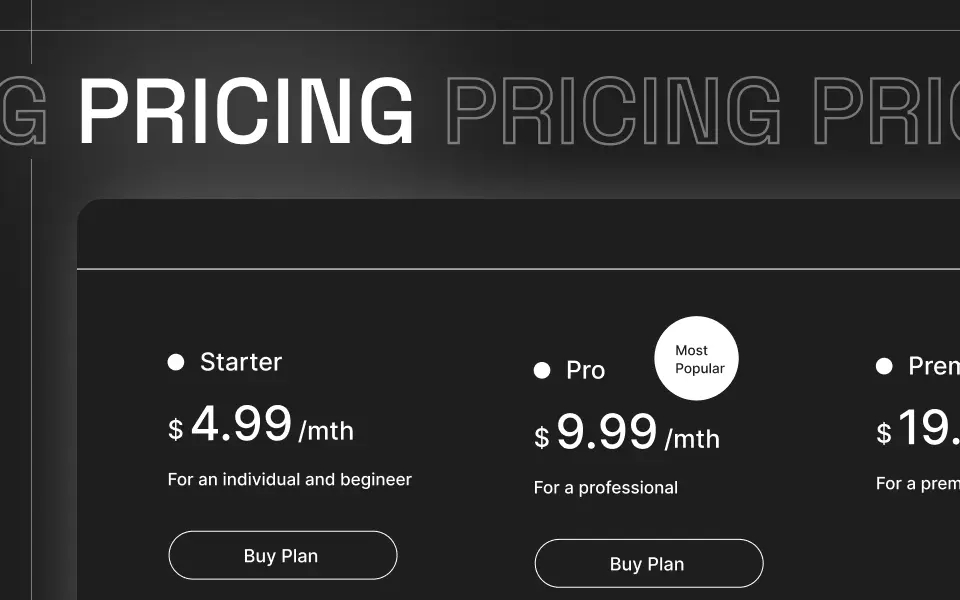 G PRICING PRICING PRIC
Starter
$ 4.99 /mth
For an individual and begineer
Buy Plan
Pro
Most
Popular
$ 9.99 /mth
For a professional
Buy Plan
Prem
$ 19.
For a prem